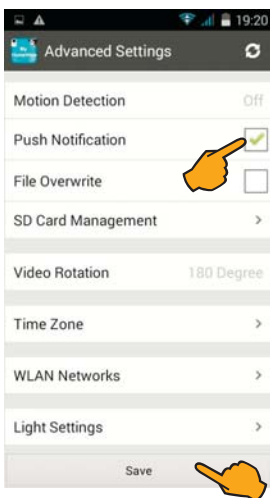 19:20
Advanced Settings
Motion Detection Off
Push Notification
File Overwrite
SD Card Management
Video Rotation 180 Degree
Time Zone
WLAN Networks
Light Settings
Save